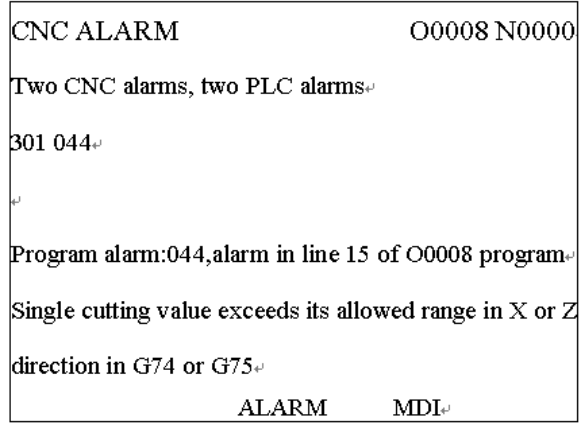 CNC ALARM O0008 N0000
Two CNC alarms, two PLC alarms↵
301 044↵
↵
Program alarm:044,alarm in line 15 of O0008 program↵
Single cutting value exceeds its allowed range in X or Z
direction in G74 or G75↵
ALARM MDI↵